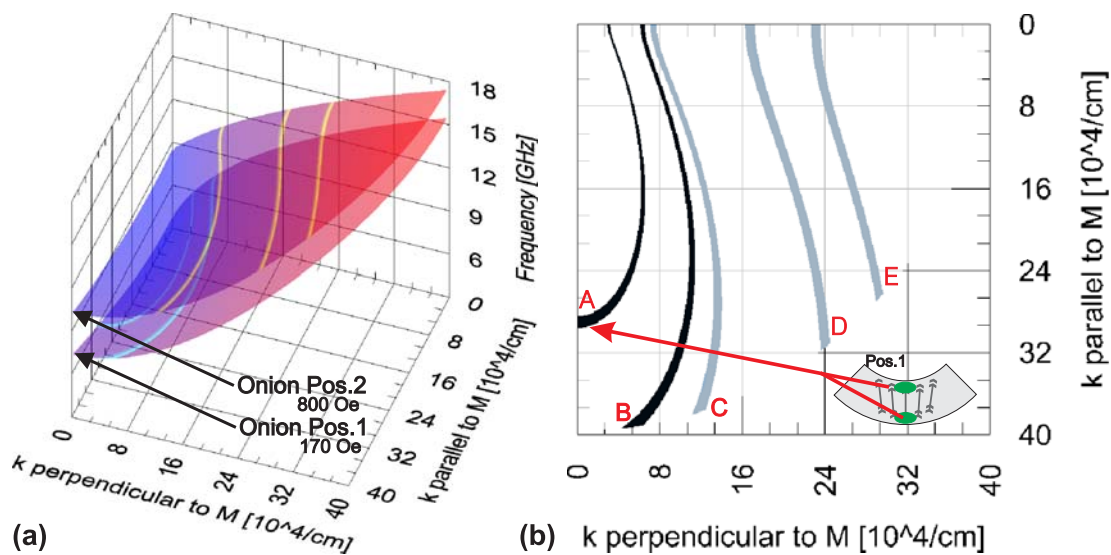 18
15
12
9
6
0
Frequency [GHz]
0
8
16
24
32
40
k parallel to M [10^4/cm]
Onion Pos.2
800 Oe
Onion Pos.1
170 Oe
0
8
16
24
32
40
k perpendicular to M [10^4/cm]
(a)
0
8
16
24
32
40
k parallel to M [10^4/cm]
A
B
C
D
E
Pos.1
0
8
16
24
32
40
k perpendicular to M [10^4/cm]
(b)